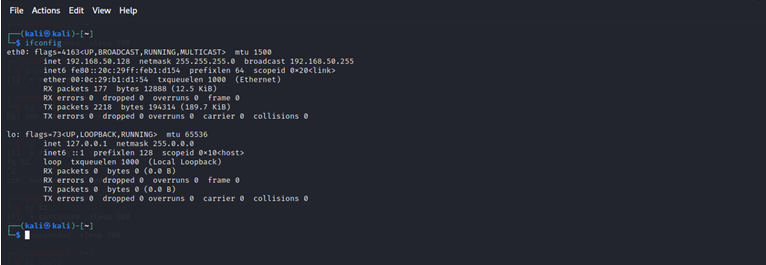 File Actions Edit View Help
┌──(kali㉿kali)-[~]
└─$ ifconfig
eth0: flags=4163<UP,BROADCAST,RUNNING,MULTICAST> mtu 1500
inet 192.168.50.128 netmask 255.255.255.0 broadcast 192.168.50.255
inet6 fe80::20c:29ff:feb1:d154 prefixlen 64 scopeid 0×20<link>
ether 00:0c:29:b1:d1:54 txqueuelen 1000 (Ethernet)
RX packets 177 bytes 12888 (12.5 KiB)
RX errors 0 dropped 0 overruns 0 frame 0
TX packets 2218 bytes 194314 (189.7 KiB)
TX errors 0 dropped 0 overruns 0 carrier 0 collisions 0
lo: flags=73<UP,LOOPBACK,RUNNING> mtu 65536
inet 127.0.0.1 netmask 255.0.0.0
inet6 ::1 prefixlen 128 scopeid 0×10<host>
loop txqueuelen 1000 (Local Loopback)
RX packets 0 bytes 0 (0.0 B)
RX errors 0 dropped 0 overruns 0 frame 0
TX packets 0 bytes 0 (0.0 B)
TX errors 0 dropped 0 overruns 0 carrier 0 collisions 0
┌──(kali㉿kali)-[~]
└─$